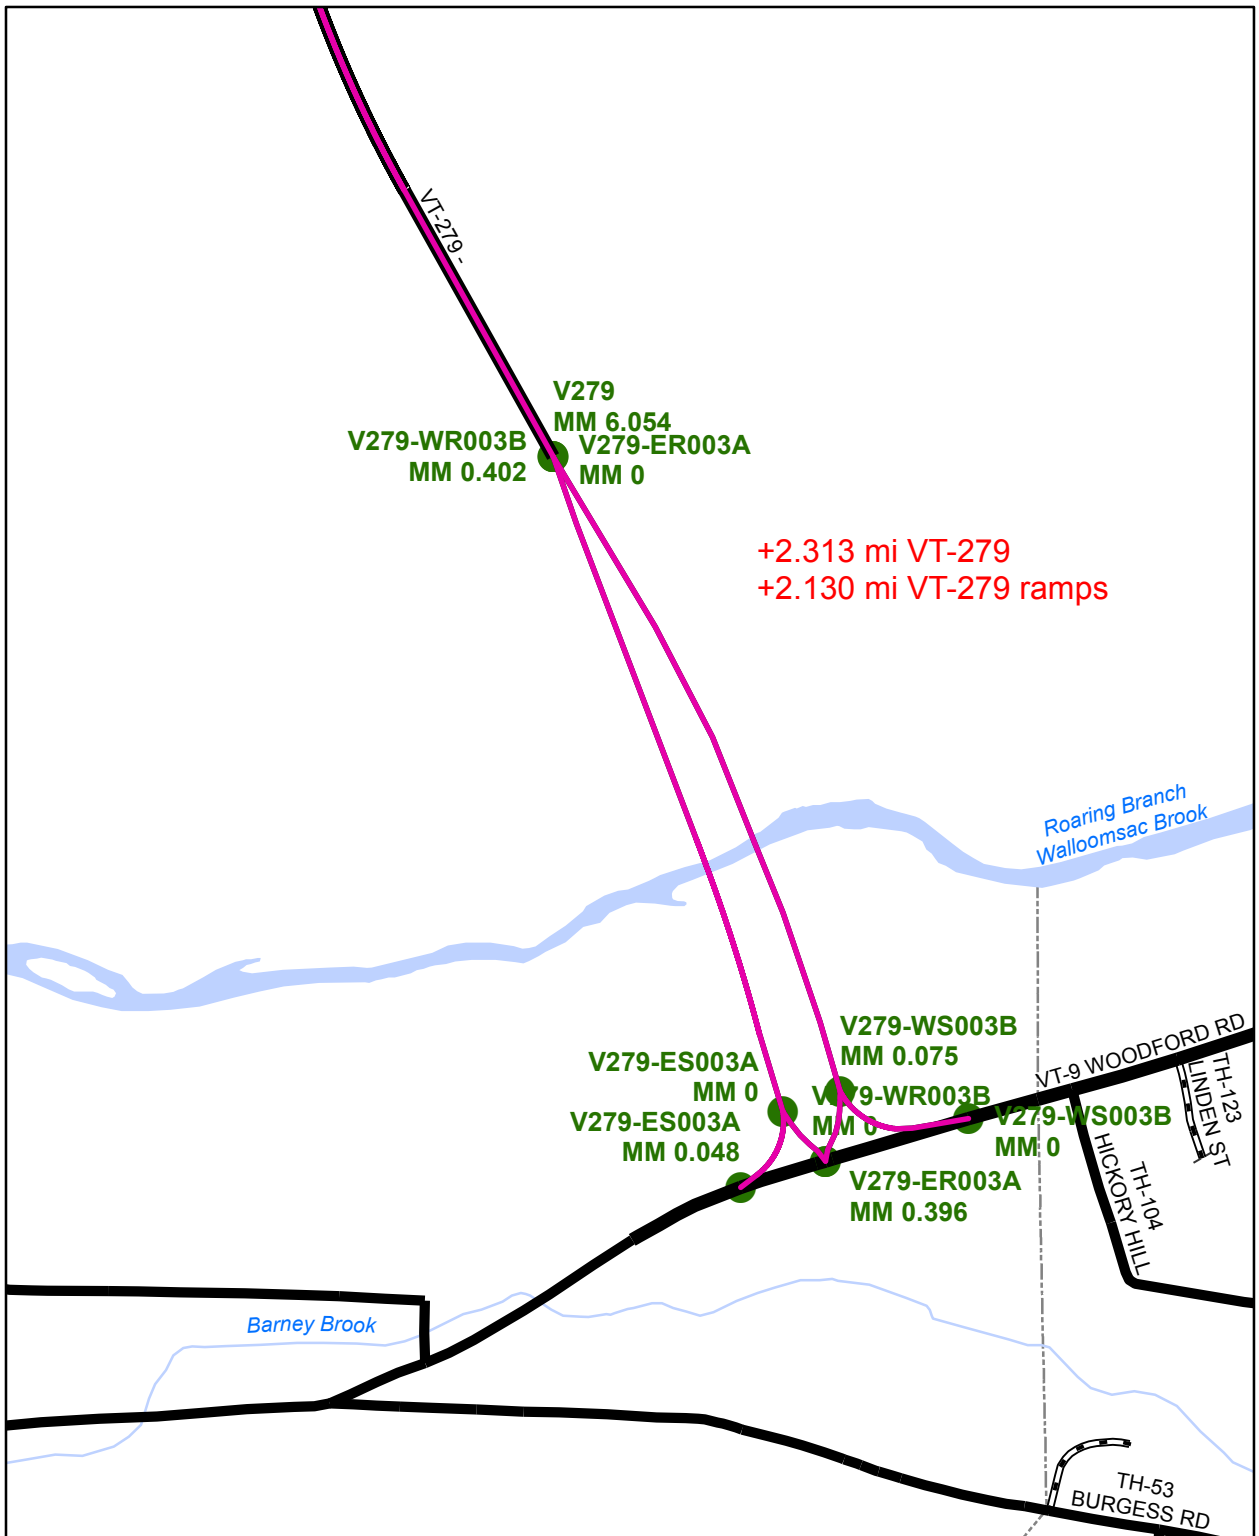 VT-279 -
V279
MM 6.054
V279-WR003B
MM 0.402
V279-ER003A
MM 0
+2.313 mi VT-279
+2.130 mi VT-279 ramps
Roaring Branch
Walloomsac Brook
V279-WS003B
MM 0.075
VT-9 WOODFORD RD
V279-ES003A
MM 0
V279-WR003B
MM 0
V279-ES003A
MM 0.048
V279-WS003B
MM 0
TH-123
LINDEN ST
V279-ER003A
MM 0.396
TH-104
HICKORY HILL
Barney Brook
TH-53
BURGESS RD